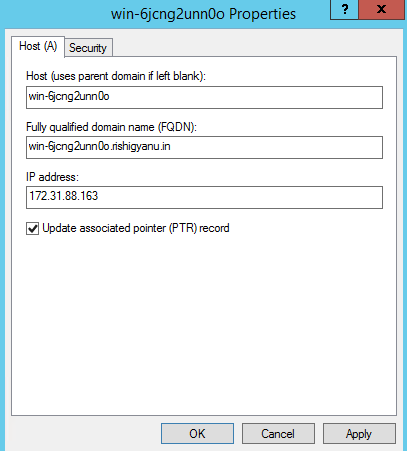 win-6jcng2unn0o Properties
?
x
Host (A)
Security
Host (uses parent domain if left blank):
win-6jcng2unn0o
Fully qualified domain name (FQDN):
win-6jcng2unn0o.rishigyanu.in
IP address:
172.31.88.163
Update associated pointer (PTR) record
OK
Cancel
Apply